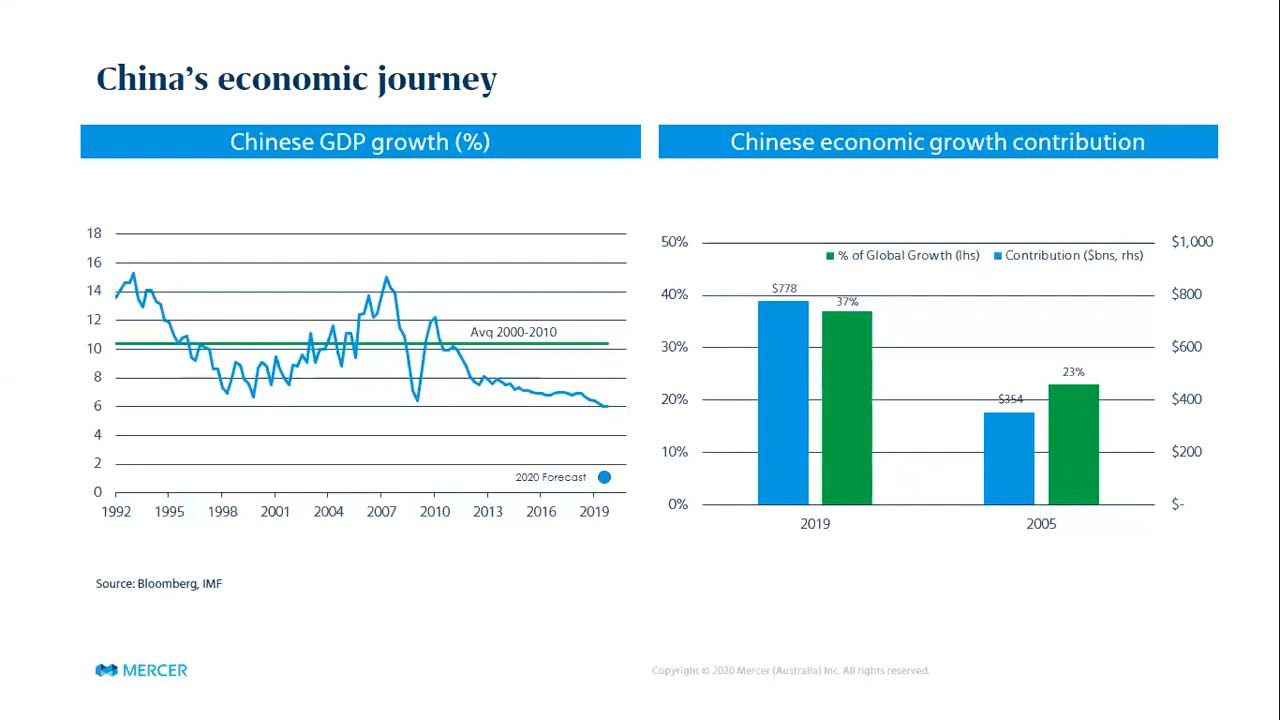 China's economic journey
Chinese GDP growth (%)
18
16
14
12
10
8
6
4
2
0
Avq 2000-2010
2020 Forecast
1992 1995 1998 2001 2004 2007 2010 2013 2016 2019
Chinese economic growth contribution
50%
40%
30%
20%
10%
0%
% of Global Growth (lhs) Contribution ($bns, rhs)
$778
37%
$354
23%
$1,000
$800
$600
$400
$200
$-
2019 2005
Source: Bloomberg, IMF
MERCER
Copyright © 2020 Mercer (Australia) Inc. All rights reserved.